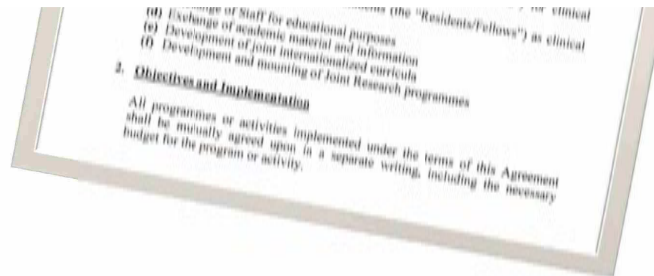 (the "Residents/Fellows") as clinical
(d) Exchange of Staff for educational purposes
(e) Exchange of academic material and information
(f) Development of joint internationalized curricula
Development and mounting of Joint Research programmes
2. Objectives and Implementation
All programmes or activities implemented under the terms of this Agreement
shall be mutually agreed upon in a separate writing, including the necessary
budget for the program or activity.